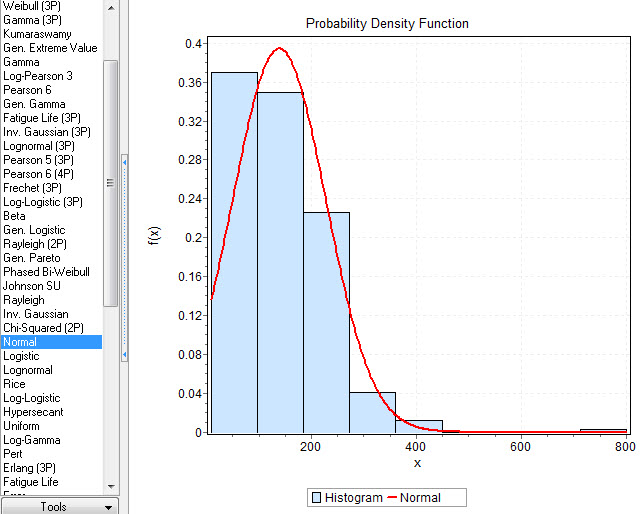 Weibull (3P)
Gamma (3P)
Kumaraswamy
Gen. Extreme Value
Gamma
Log-Pearson 3
Pearson 6
Gen. Gamma
Fatigue Life (3P)
Inv. Gaussian (3P)
Lognormal (3P)
Pearson 5 (3P)
Pearson 6 (4P)
Frechet (3P)
Log-Logistic (3P)
Beta
Gen. Logistic
Rayleigh (2P)
Gen. Pareto
Phased Bi-Weibull
Johnson SU
Rayleigh
Inv. Gaussian
Chi-Squared (2P)
Normal
Logistic
Lognormal
Rice
Log-Logistic
Hypersecant
Uniform
Log-Gamma
Pert
Erlang (3P)
Fatigue Life
Error
Tools
Probability Density Function
0.4
0.36
0.32
0.28
0.24
0.2
0.16
0.12
0.08
0.04
0
f(x)
200 400 600 800
x
Histogram Normal